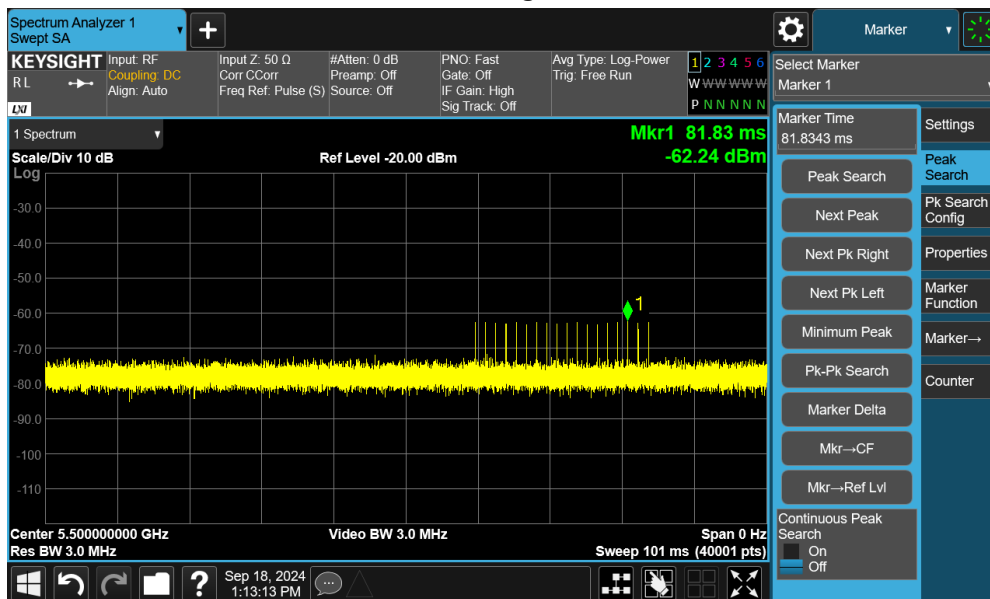 Spectrum Analyzer 1
Swept SA
+
Marker
KEYSIGHT
R L
LXI
Input: RF
Coupling: DC
Align: Auto
Input Z: 50 Ω
Corr CCorr
Freq Ref: Pulse (S)
#Atten: 0 dB
Preamp: Off
Source: Off
PNO: Fast
Gate: Off
IF Gain: High
Sig Track: Off
Avg Type: Log-Power
Trig: Free Run
1 2 3 4 5 6
W W W W W W
P N N N N N
Select Marker
Marker 1
1 Spectrum
Mkr1 81.83 ms
-62.24 dBm
Scale/Div 10 dB
Ref Level -20.00 dBm
Log
-30.0
-40.0
-50.0
-60.0
-70.0
-80.0
-90.0
-100
-110
1
Center 5.500000000 GHz
Res BW 3.0 MHz
Video BW 3.0 MHz
Span 0 Hz
Sweep 101 ms (40001 pts)
Marker Time
81.8343 ms
Peak Search
Next Peak
Next Pk Right
Next Pk Left
Minimum Peak
Pk-Pk Search
Marker Delta
Mkr→CF
Mkr→Ref Lvl
Continuous Peak
Search
On
Off
Settings
Peak
Search
Pk Search
Config
Properties
Marker
Function
Marker→
Counter
?
Sep 18, 2024
1:13:13 PM